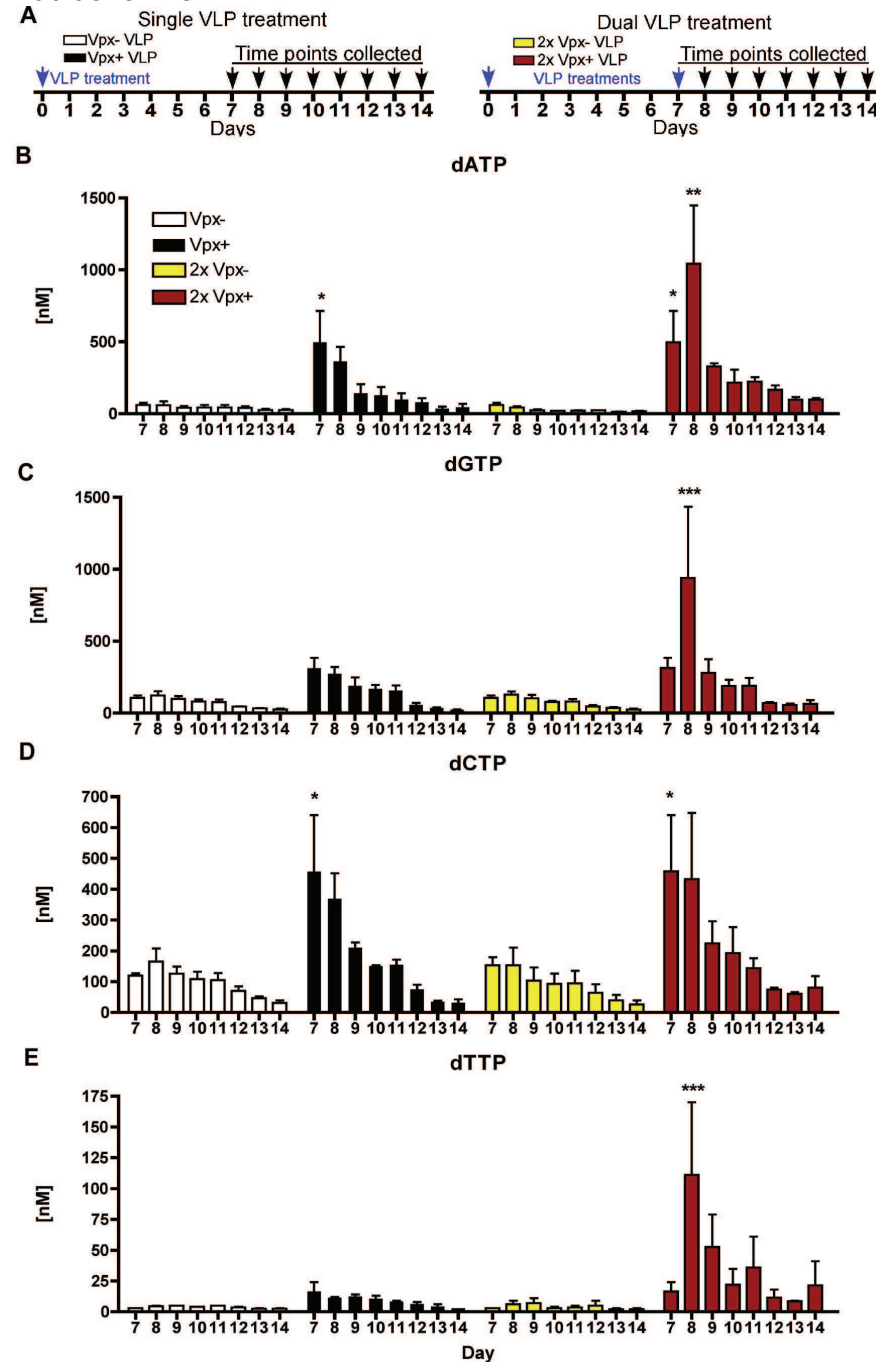 A
Single VLP treatment
Vpx- VLP
Vpx+ VLP
Time points collected
VLP treatment
0 1 2 3 4 5 6 7 8 9 10 11 12 13 14
Days
Dual VLP treatment
2x Vpx- VLP
2x Vpx+ VLP
Time points collected
VLP treatments
0 1 2 3 4 5 6 7 8 9 10 11 12 13 14
Days
B
dATP
[nM]
1500
1000
500
0
Vpx-
Vpx+
2x Vpx-
2x Vpx+
*
*
**
7 8 9 10 11 12 13 14 7 8 9 10 11 12 13 14 7 8 9 10 11 12 13 14 7 8 9 10 11 12 13 14
C
dGTP
[nM]
1500
1000
500
0
***
7 8 9 10 11 12 13 14 7 8 9 10 11 12 13 14 7 8 9 10 11 12 13 14 7 8 9 10 11 12 13 14
D
dCTP
[nM]
700
600
500
400
300
200
100
0
*
*
7 8 9 10 11 12 13 14 7 8 9 10 11 12 13 14 7 8 9 10 11 12 13 14 7 8 9 10 11 12 13 14
E
dTTP
[nM]
175
150
125
100
75
50
25
0
***
7 8 9 10 11 12 13 14 7 8 9 10 11 12 13 14 7 8 9 10 11 12 13 14 7 8 9 10 11 12 13 14
Day